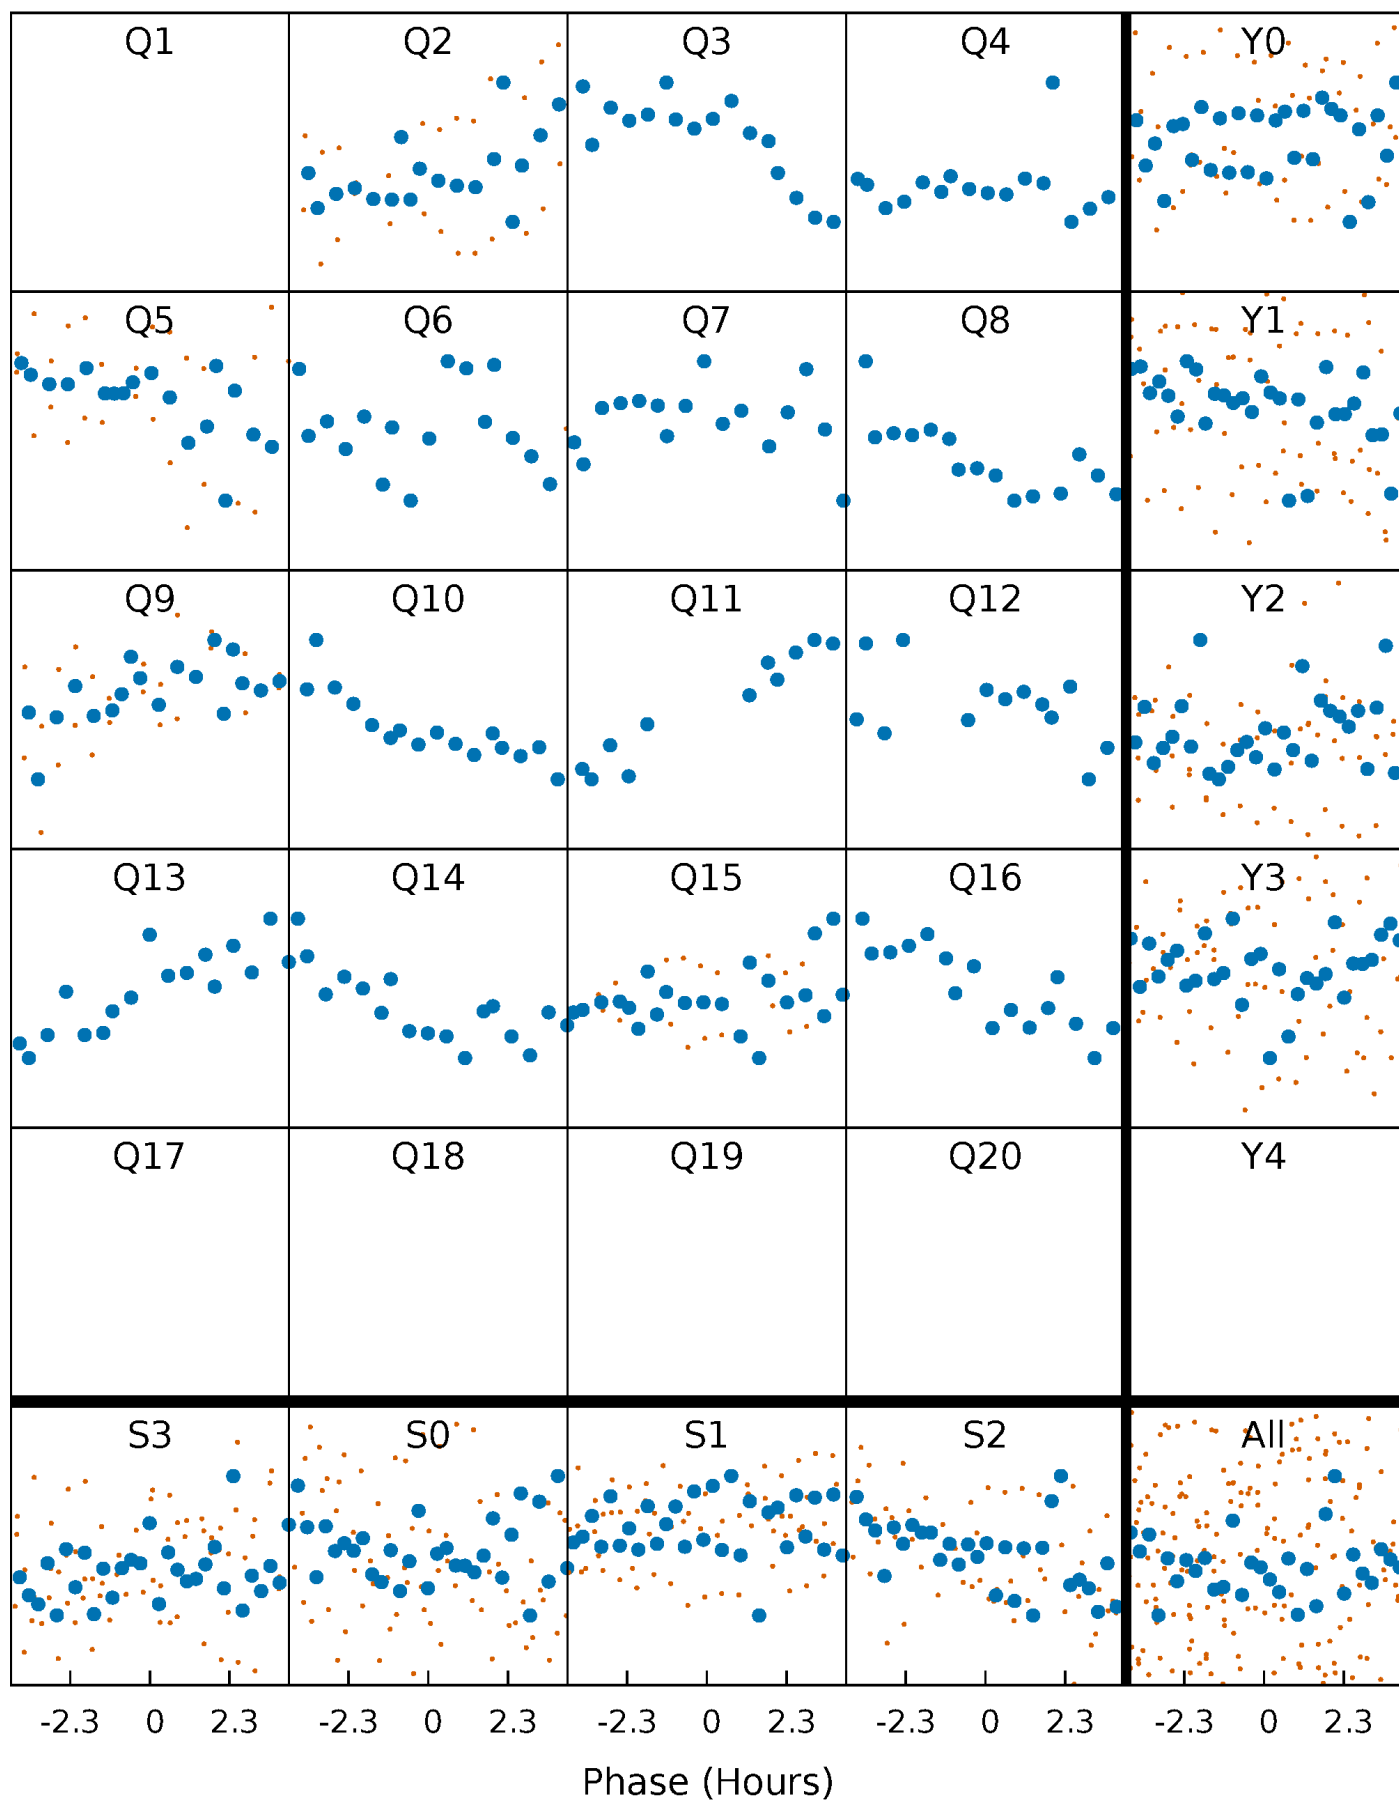 Q1 Q2 Q3 Q4 Y0
Q5 Q6 Q7 Q8 Y1
Q9 Q10 Q11 Q12 Y2
Q13 Q14 Q15 Q16 Y3
Q17 Q18 Q19 Q20 Y4
S3 S0 S1 S2 All
-2.3 0 2.3 -2.3 0 2.3 -2.3 0 2.3 -2.3 0 2.3 -2.3 0 2.3
Phase (Hours)